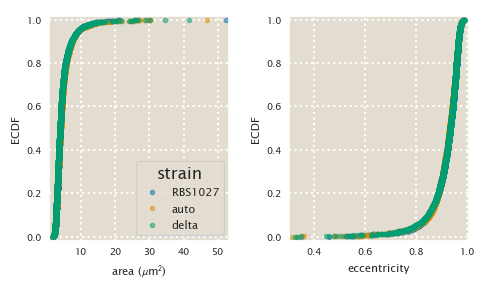 1.0
0.8
0.6
0.4
0.2
0.0
ECDF
10 20 30 40 50
area (μm²)
strain
RBS1027
auto
delta
1.0
0.8
0.6
0.4
0.2
0.0
ECDF
0.4 0.6 0.8 1.0
eccentricity